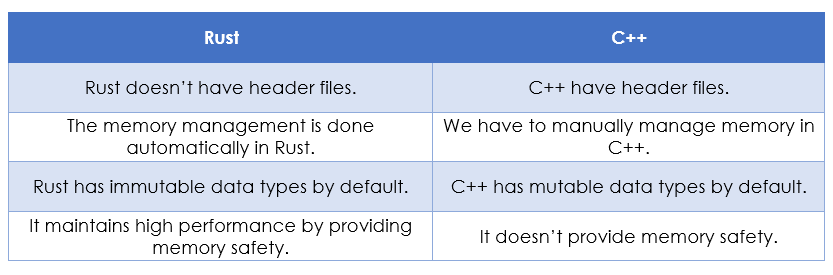 Rust
C++
Rust doesn’t have header files.
C++ have header files.
The memory management is done
automatically in Rust.
We have to manually manage memory in
C++.
Rust has immutable data types by default.
C++ has mutable data types by default.
It maintains high performance by providing
memory safety.
It doesn’t provide memory safety.